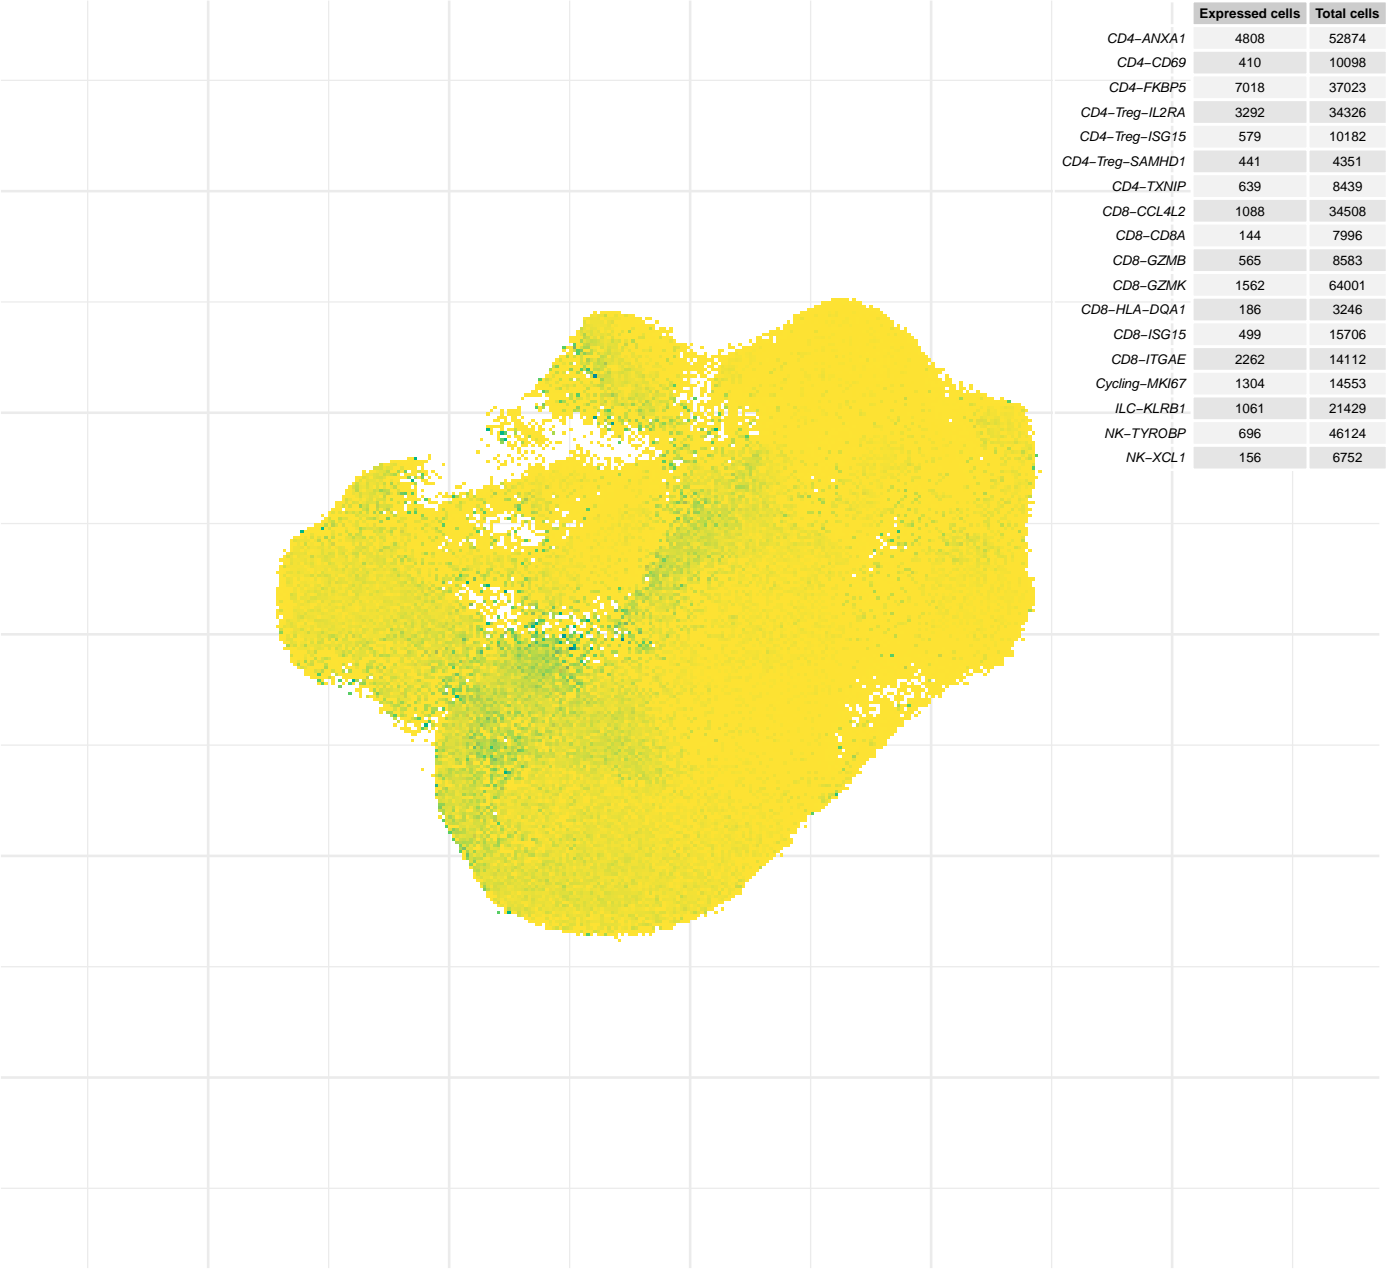 Expressed cells Total cells
CD4−ANXA1 4808 52874
CD4−CD69 410 10098
CD4−FKBP5 7018 37023
CD4−Treg−IL2RA 3292 34326
CD4−Treg−ISG15 579 10182
CD4−Treg−SAMHD1 441 4351
CD4−TXNIP 639 8439
CD8−CCL4L2 1088 34508
CD8−CD8A 144 7996
CD8−GZMB 565 8583
CD8−GZMK 1562 64001
CD8−HLA−DQA1 186 3246
CD8−ISG15 499 15706
CD8−ITGAE 2262 14112
Cycling−MKI67 1304 14553
ILC−KLRB1 1061 21429
NK−TYROBP 696 46124
NK−XCL1 156 6752